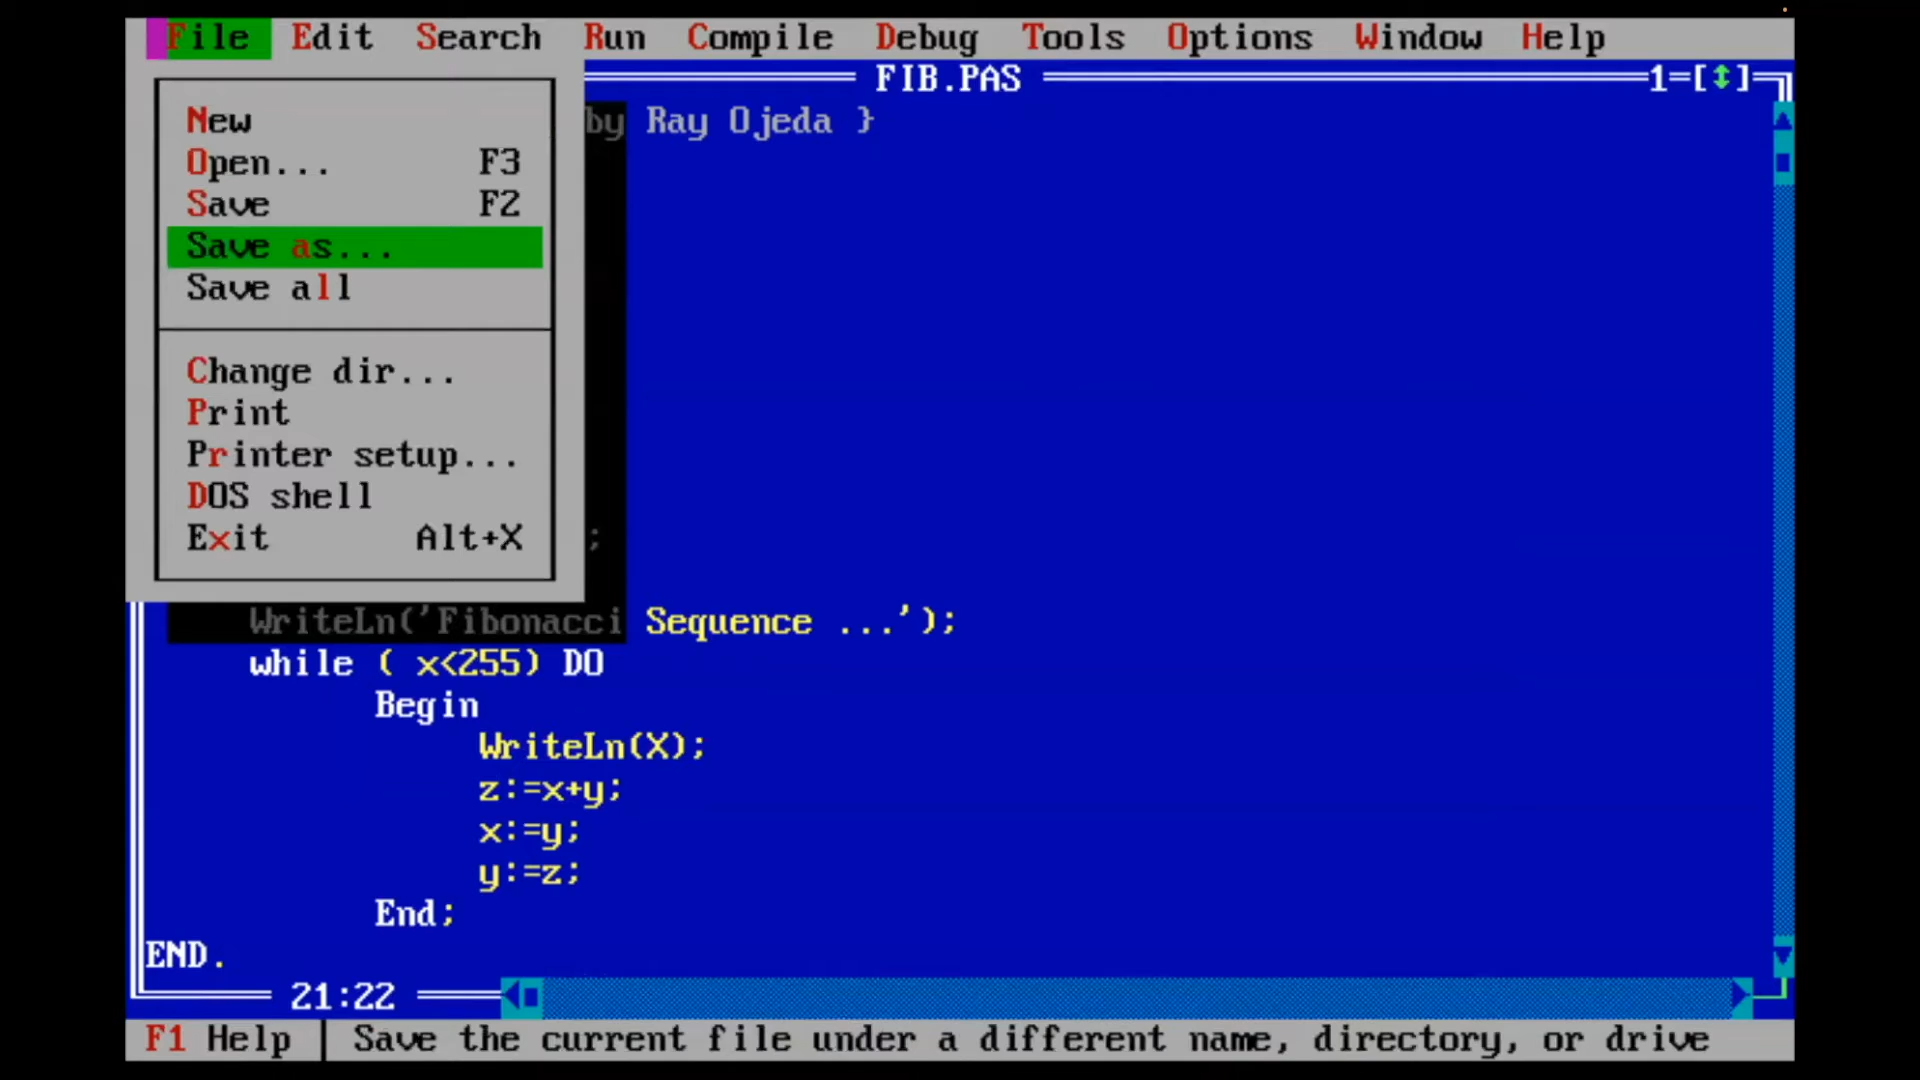 File Edit Search Run Compile Debug Tools Options Window Help
FIB.PAS 1=[↕]
New
Open... F3
Save F2
Save as...
Save all
Change dir...
Print
Printer setup...
DOS shell
Exit Alt+X
by Ray Ojeda }
;
WriteLn('Fibonacci Sequence ...');
while ( x<255) DO
Begin
WriteLn(X);
z:=x+y;
x:=y;
y:=z;
End;
END.
21:22
F1 Help | Save the current file under a different name, directory, or drive